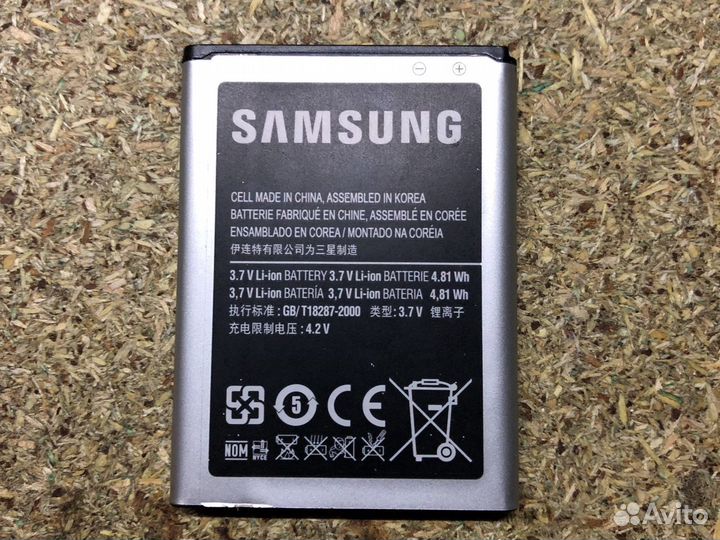 SAMSUNG
CELL MADE IN CHINA, ASSEMBLED IN KOREA
BATTERIE FABRIQUÉ EN CHINE, ASSEMBLÉ EN CORÉE
ENSAMBLADO EN COREA / MONTADO NA CORÉIA
伊连特有限公司为三星制造
3.7 V Li-ion BATTERY 3.7 V Li-ion BATTERIE 4.81 Wh
3,7 V Li-ion BATERÍA 3,7 V Li-ion BATERIA 4,81 Wh
执行标准: GB/T18287-2000 类型: 3.7 V 锂离子
充电限制电压: 4.2 V
5 CE
NOM NYCE
Avito